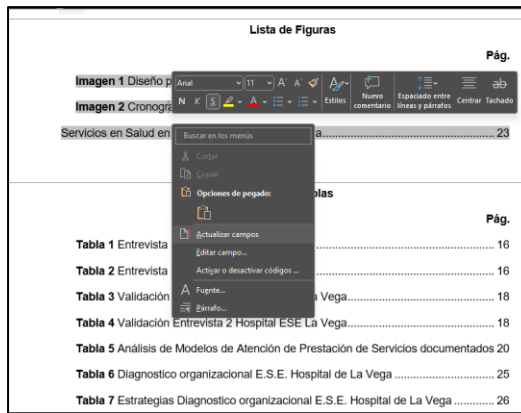 Lista de Figuras
Pág.
Imagen 1 Diseño p
Arial 11 A A Estilos Nuevo comentario Espaciado entre líneas y párrafos Centrar Tachado
N K S A
Imagen 2 Cronogra
Servicios en Salud en a 23
Buscar en los menús
Cortar
Copiar
Opciones de pegado:
Actualizar campos
Editar campo...
Activar o desactivar códigos ...
Fuente...
Párrafo...
blas
Pág.
Tabla 1 Entrevista 16
Tabla 2 Entrevista 16
Tabla 3 Validación a Vega 18
Tabla 4 Validación Entrevista 2 Hospital ESE La Vega 18
Tabla 5 Análisis de Modelos de Atención de Prestación de Servicios documentados 20
Tabla 6 Diagnostico organizacional E.S.E. Hospital de La Vega 25
Tabla 7 Estrategias Diagnostico organizacional E.S.E. Hospital de La Vega 26